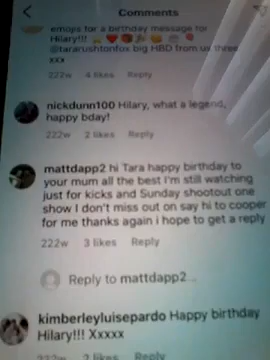 Comments
emojis for a birthday message for
Hilary!!!
@tararushtonfox big HBD from us three
xxx
222w 4 likes Reply
nickdunn100 Hilary, what a legend,
happy bday!
222w 2 likes Reply
mattdapp2 hi Tara happy birthday to
your mum all the best I'm still watching
just for kicks and Sunday shootout one
show I don't miss out on say hi to cooper
for me thanks again i hope to get a reply
222w 3 likes Reply
Reply to mattdapp2...
kimberleyluisepardo Happy birthday
Hilary!!! Xxxxx
222w 2 likes Reply